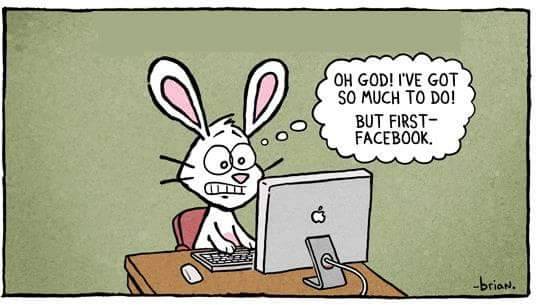 OH GOD! I'VE GOT
SO MUCH TO DO!
BUT FIRST–
FACEBOOK.
-brian.